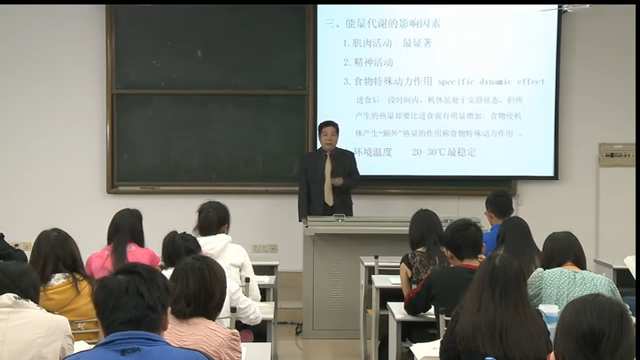 三、能量代谢的影响因素
1.肌肉活动 最显著
2.精神活动
3.食物特殊动力作用 specific dynamic effect
进食后一段时间内，机体虽处于安静状态，但所
产生的热量却要比进食前有明显增加。食物使机
体产生“额外”热量的作用称食物特殊动力作用 。
环境温度 20-30℃最稳定